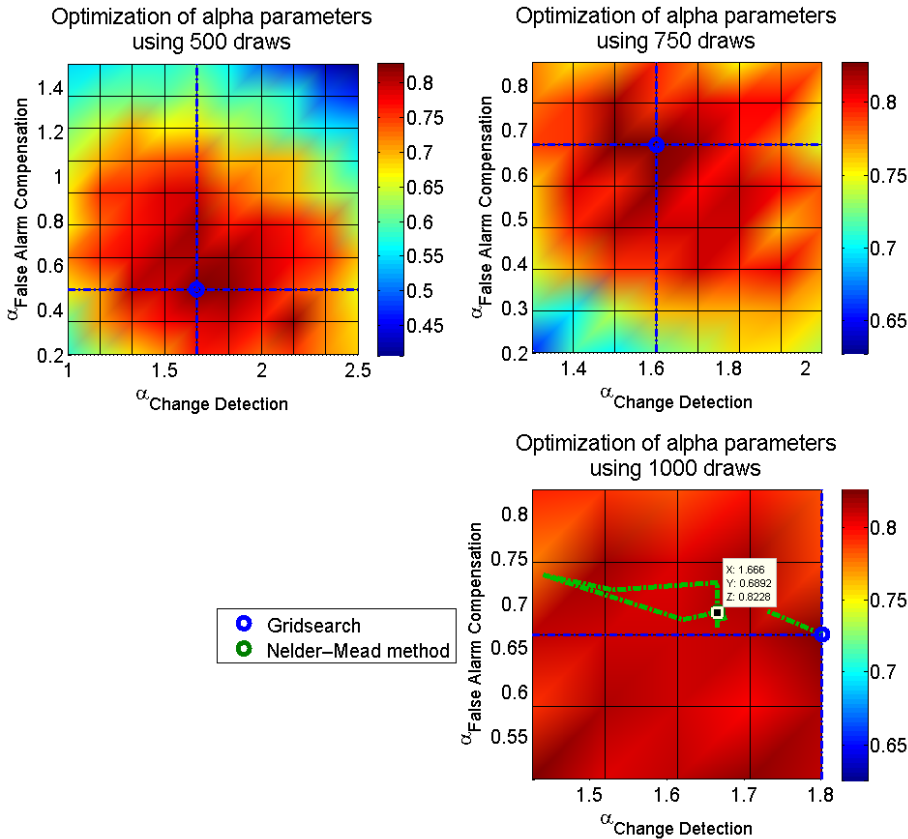 Optimization of alpha parameters
using 500 draws
1.4
1.2
1
0.8
0.6
0.4
0.2
αFalse Alarm Compensation
1
1.5
2
2.5
αChange Detection
0.8
0.75
0.7
0.65
0.6
0.55
0.5
0.45
Optimization of alpha parameters
using 750 draws
0.8
0.7
0.6
0.5
0.4
0.3
0.2
αFalse Alarm Compensation
1.4
1.6
1.8
2
αChange Detection
0.8
0.75
0.7
0.65
Optimization of alpha parameters
using 1000 draws
0.8
0.75
0.7
0.65
0.6
0.55
αFalse Alarm Compensation
X: 1.666
Y: 0.6892
Z: 0.8228
1.5
1.6
1.7
1.8
αChange Detection
0.8
0.75
0.7
0.65
Gridsearch
Nelder–Mead method